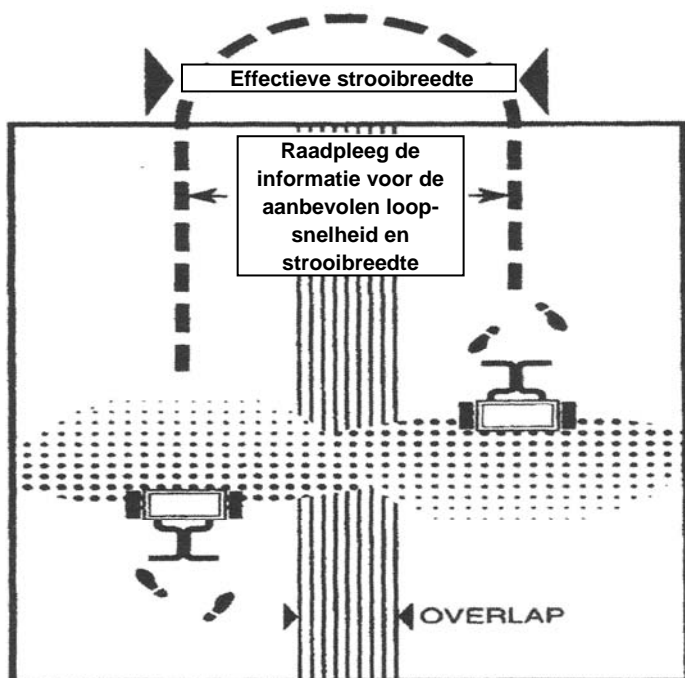 Effectieve strooibreedte
Raadpleeg de
informatie voor de
aanbevolen loop-
snelheid en
strooibreedte
OVERLAP